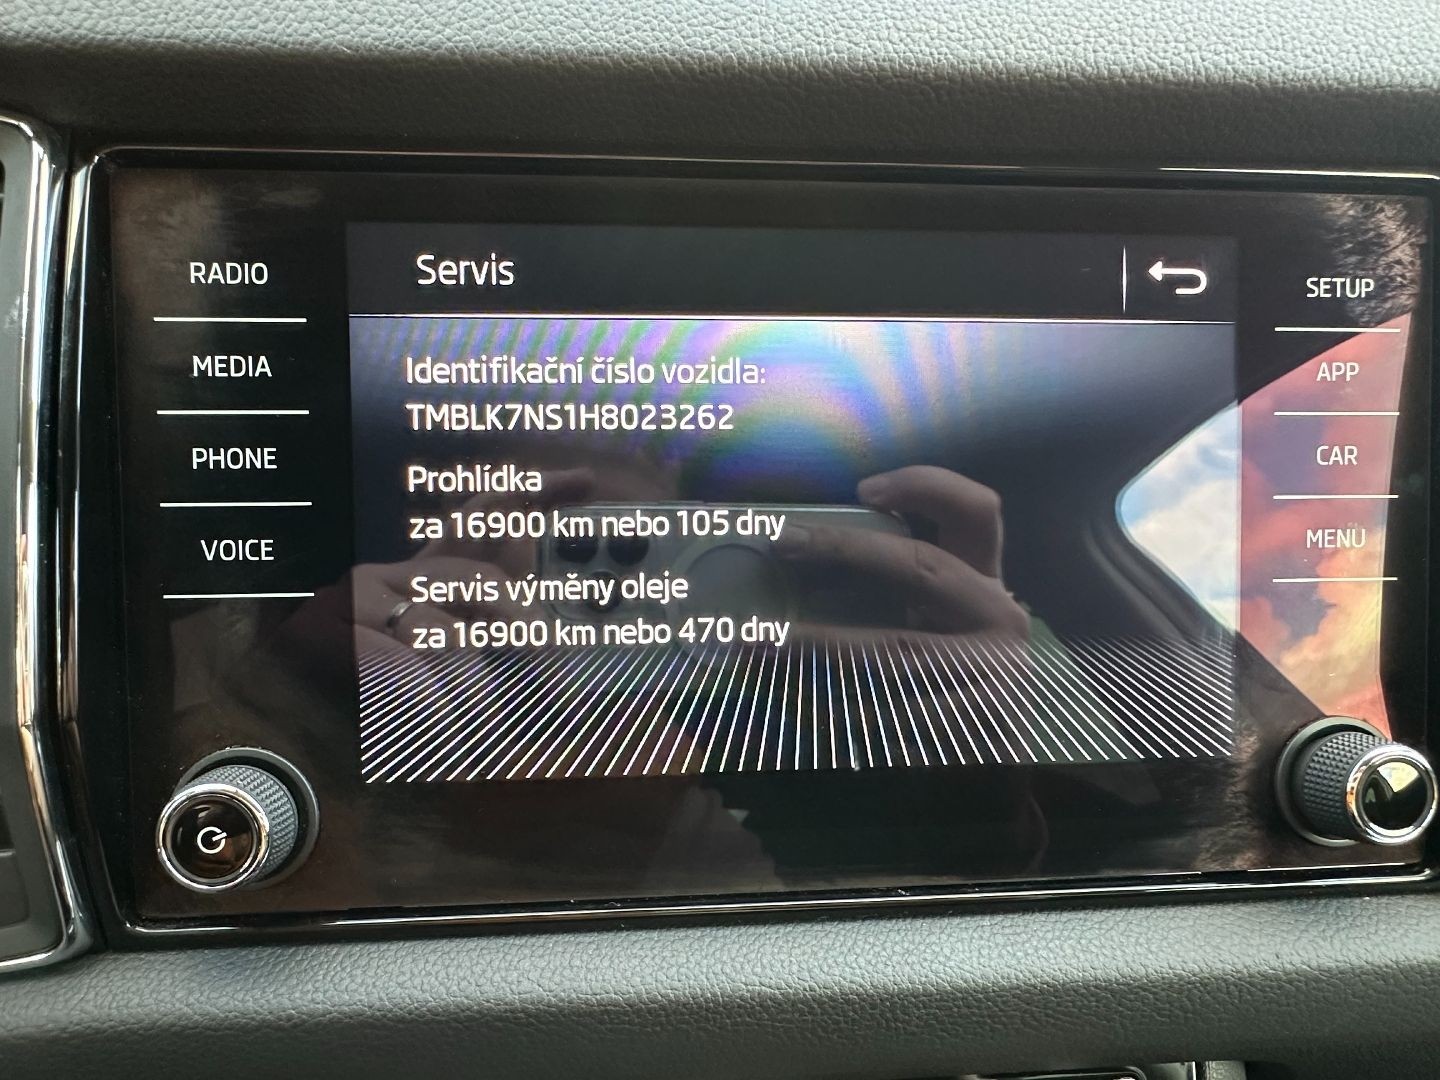 RADIO
MEDIA
PHONE
VOICE
Servis
Identifikační číslo vozidla:
TMBLK7NS1H8023262
Prohlídka
za 16900 km nebo 105 dny
Servis výměny oleje
za 16900 km nebo 470 dny
SETUP
APP
CAR
MENU